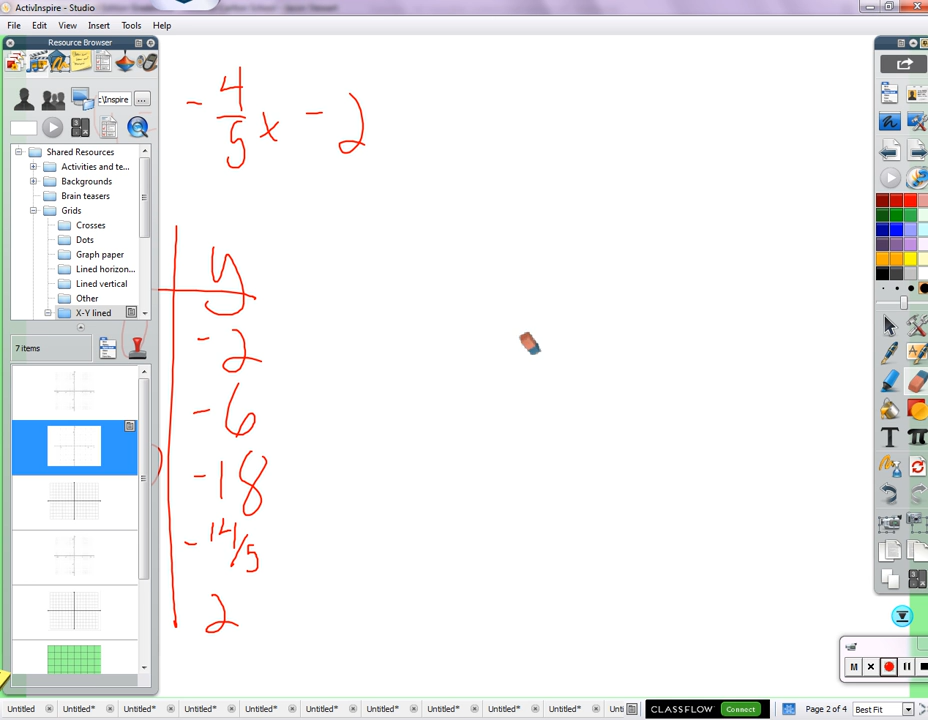 ActivInspire - Studio
File Edit View Insert Tools Help
Resource Browser
:\Inspire ...
Shared Resources
Activities and te...
Backgrounds
Brain teasers
Grids
Crosses
Dots
Graph paper
Lined horizon...
Lined vertical
Other
X-Y lined
7 items
- 4/5 x - 2
y
-2
-6
-18
-14/5
2
M
Untitled Untitled* Untitled* Untitled* Untitled* Untitled* Untitled* Untitled* Untitled* Unti CLASSFLOW Connect Page 2 of 4 Best Fit